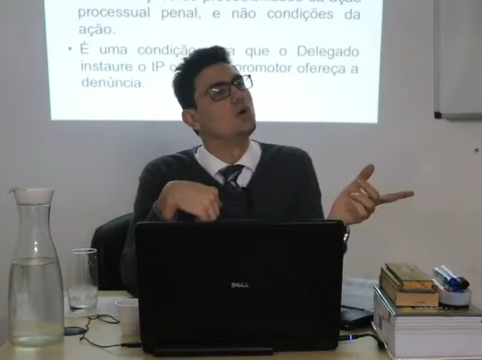 processual penal, e não condições da
ação.
• É uma condição que o Delegado
instaure o IP promotor ofereça a
denúncia.
DELL